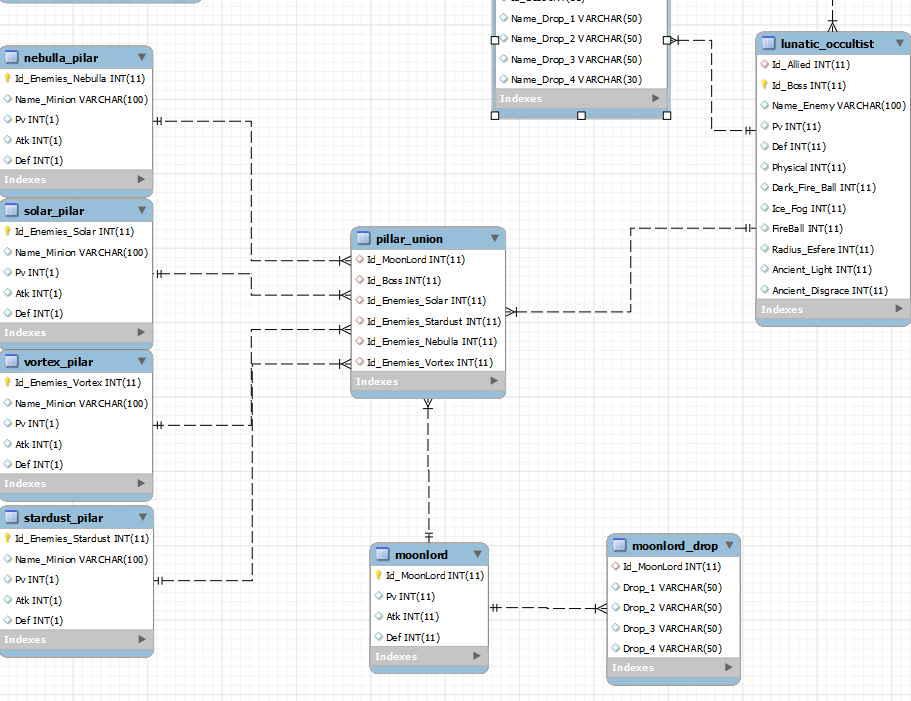 Name_Drop_1 VARCHAR(50)
Name_Drop_2 VARCHAR(50)
Name_Drop_3 VARCHAR(50)
Name_Drop_4 VARCHAR(30)
Indexes
nebulla_pilar
Id_Enemies_Nebulla INT(11)
Name_Minion VARCHAR(100)
Pv INT(1)
Atk INT(1)
Def INT(1)
Indexes
lunatic_occultist
Id_Allied INT(11)
Id_Boss INT(11)
Name_Enemy VARCHAR(100)
Pv INT(11)
Def INT(11)
Physical INT(11)
Dark_Fire_Ball INT(11)
Ice_Fog INT(11)
FireBall INT(11)
Radius_Esfere INT(11)
Ancient_Light INT(11)
Ancient_Disgrace INT(11)
Indexes
solar_pilar
Id_Enemies_Solar INT(11)
Name_Minion VARCHAR(100)
Pv INT(1)
Atk INT(1)
Def INT(1)
Indexes
pillar_union
Id_MoonLord INT(11)
Id_Boss INT(11)
Id_Enemies_Solar INT(11)
Id_Enemies_Stardust INT(11)
Id_Enemies_Nebulla INT(11)
Id_Enemies_Vortex INT(11)
Indexes
vortex_pilar
Id_Enemies_Vortex INT(11)
Name_Minion VARCHAR(100)
Pv INT(1)
Atk INT(1)
Def INT(1)
Indexes
stardust_pilar
Id_Enemies_Stardust INT(11)
Name_Minion VARCHAR(100)
Pv INT(1)
Atk INT(1)
Def INT(1)
Indexes
moonlord
Id_MoonLord INT(11)
Pv INT(11)
Atk INT(11)
Def INT(11)
Indexes
moonlord_drop
Id_MoonLord INT(11)
Drop_1 VARCHAR(50)
Drop_2 VARCHAR(50)
Drop_3 VARCHAR(50)
Drop_4 VARCHAR(50)
Indexes